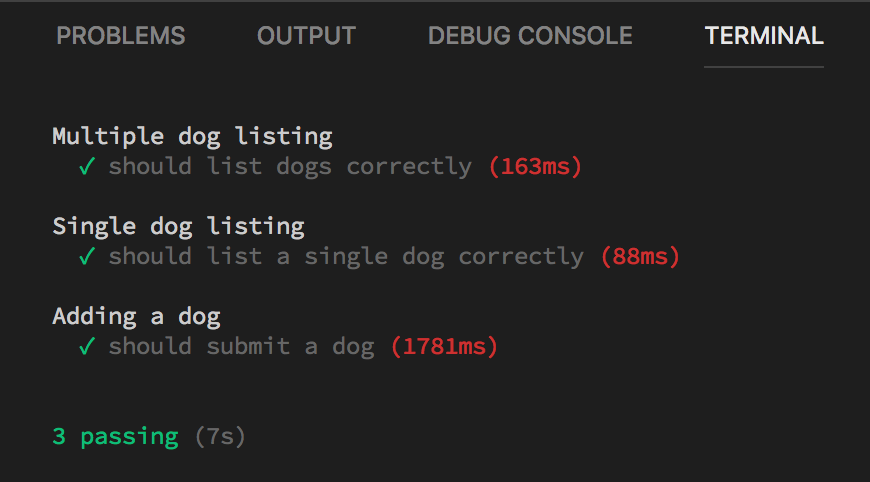 PROBLEMS OUTPUT DEBUG CONSOLE TERMINAL
Multiple dog listing
✓ should list dogs correctly (163ms)
Single dog listing
✓ should list a single dog correctly (88ms)
Adding a dog
✓ should submit a dog (1781ms)
3 passing (7s)